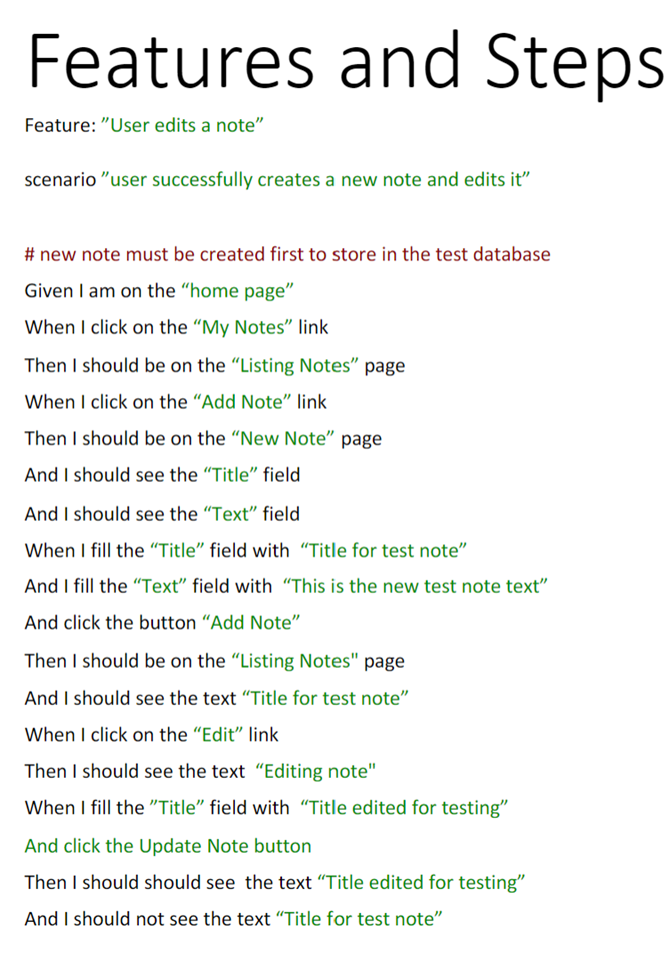 Features and Steps
Feature: ”User edits a note”
scenario ”user successfully creates a new note and edits it”
# new note must be created first to store in the test database
Given I am on the “home page”
When I click on the “My Notes” link
Then I should be on the “Listing Notes” page
When I click on the “Add Note” link
Then I should be on the “New Note” page
And I should see the “Title” field
And I should see the “Text” field
When I fill the “Title” field with “Title for test note”
And I fill the “Text” field with “This is the new test note text”
And click the button “Add Note”
Then I should be on the “Listing Notes" page
And I should see the text “Title for test note”
When I click on the “Edit” link
Then I should see the text “Editing note"
When I fill the ”Title” field with “Title edited for testing”
And click the Update Note button
Then I should should see the text “Title edited for testing”
And I should not see the text “Title for test note”